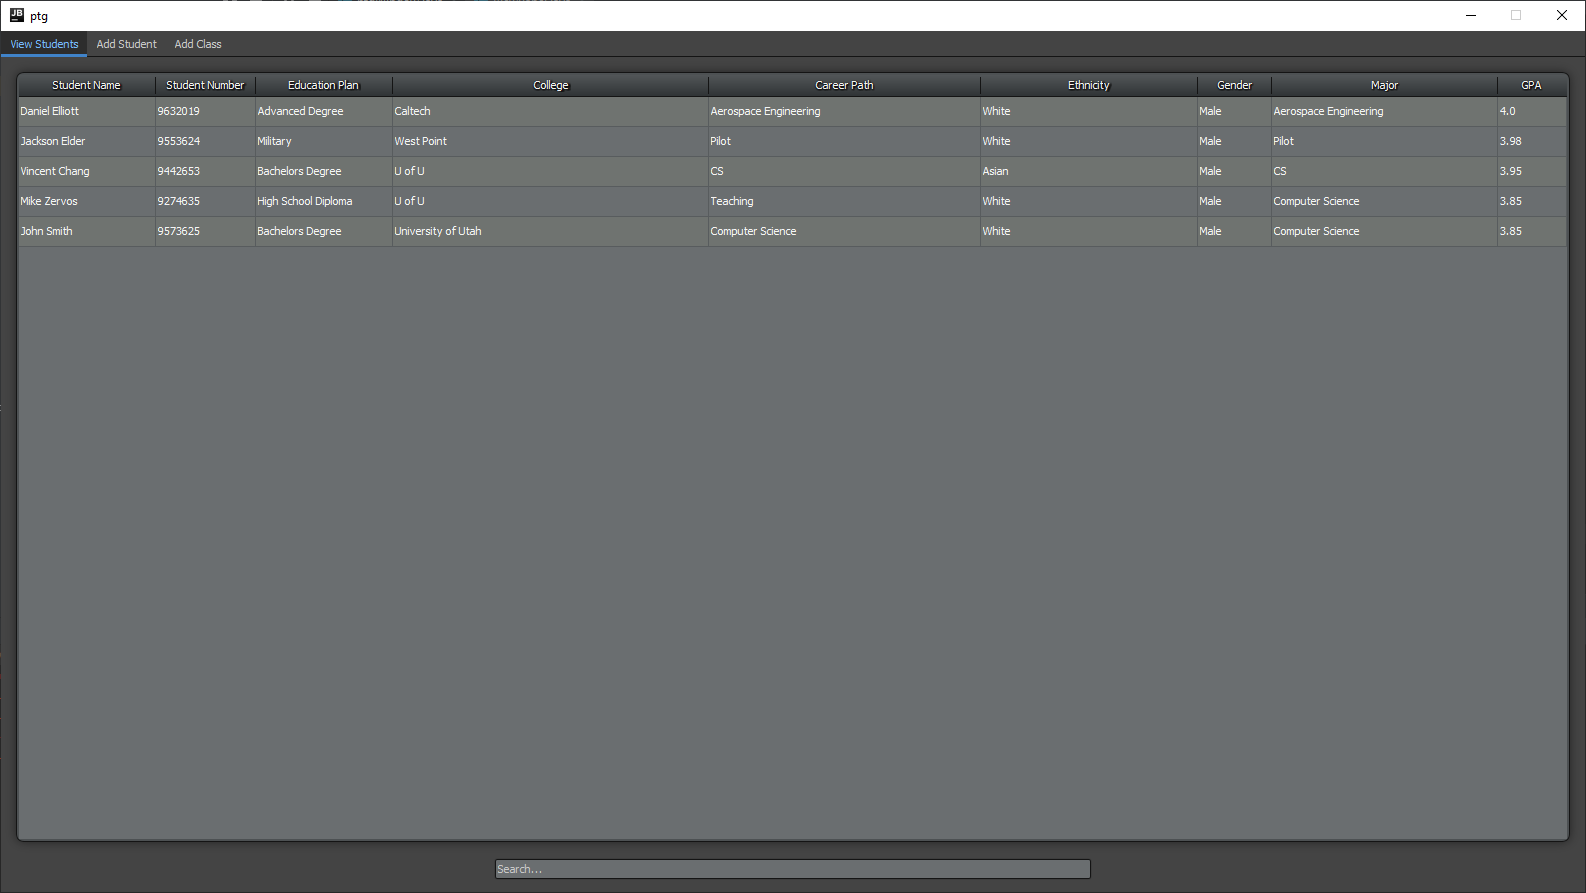 JB ptg
View Students Add Student Add Class
Student Name Student Number Education Plan College Career Path Ethnicity Gender Major GPA
Daniel Elliott 9632019 Advanced Degree Caltech Aerospace Engineering White Male Aerospace Engineering 4.0
Jackson Elder 9553624 Military West Point Pilot White Male Pilot 3.98
Vincent Chang 9442653 Bachelors Degree U of U CS Asian Male CS 3.95
Mike Zervos 9274635 High School Diploma U of U Teaching White Male Computer Science 3.85
John Smith 9573625 Bachelors Degree University of Utah Computer Science White Male Computer Science 3.85
Search...